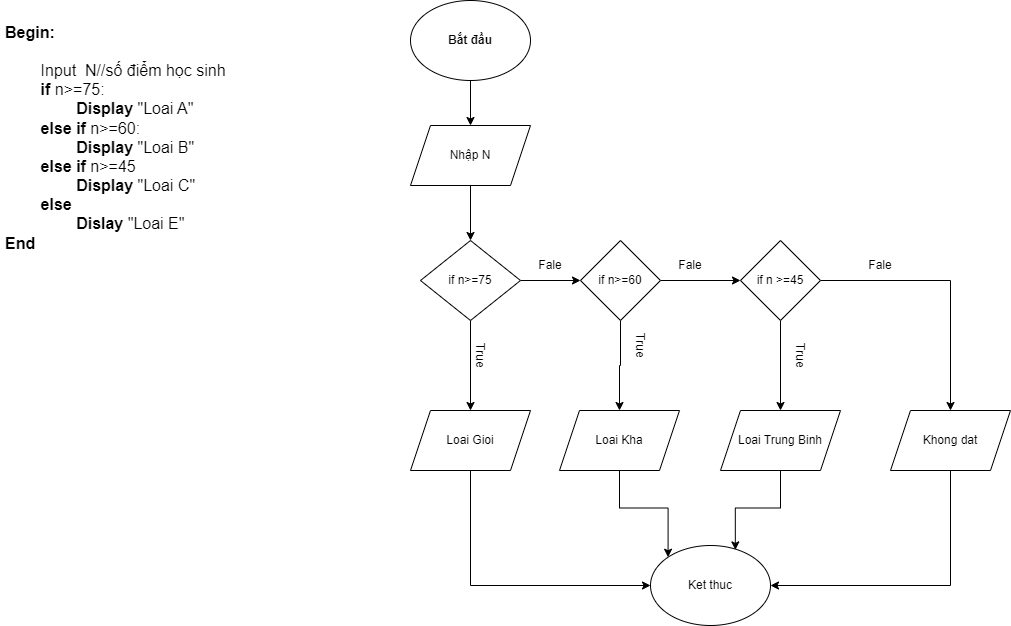 Begin:
Input N//số điểm học sinh
if n>=75:
Display "Loai A"
else if n>=60:
Display "Loai B"
else if n>=45
Display "Loai C"
else
Dislay "Loai E"
End
Bắt đầu
Nhập N
if n>=75
Fale
if n>=60
Fale
if n >=45
Fale
True
True
True
Loai Gioi
Loai Kha
Loai Trung Binh
Khong dat
Ket thuc